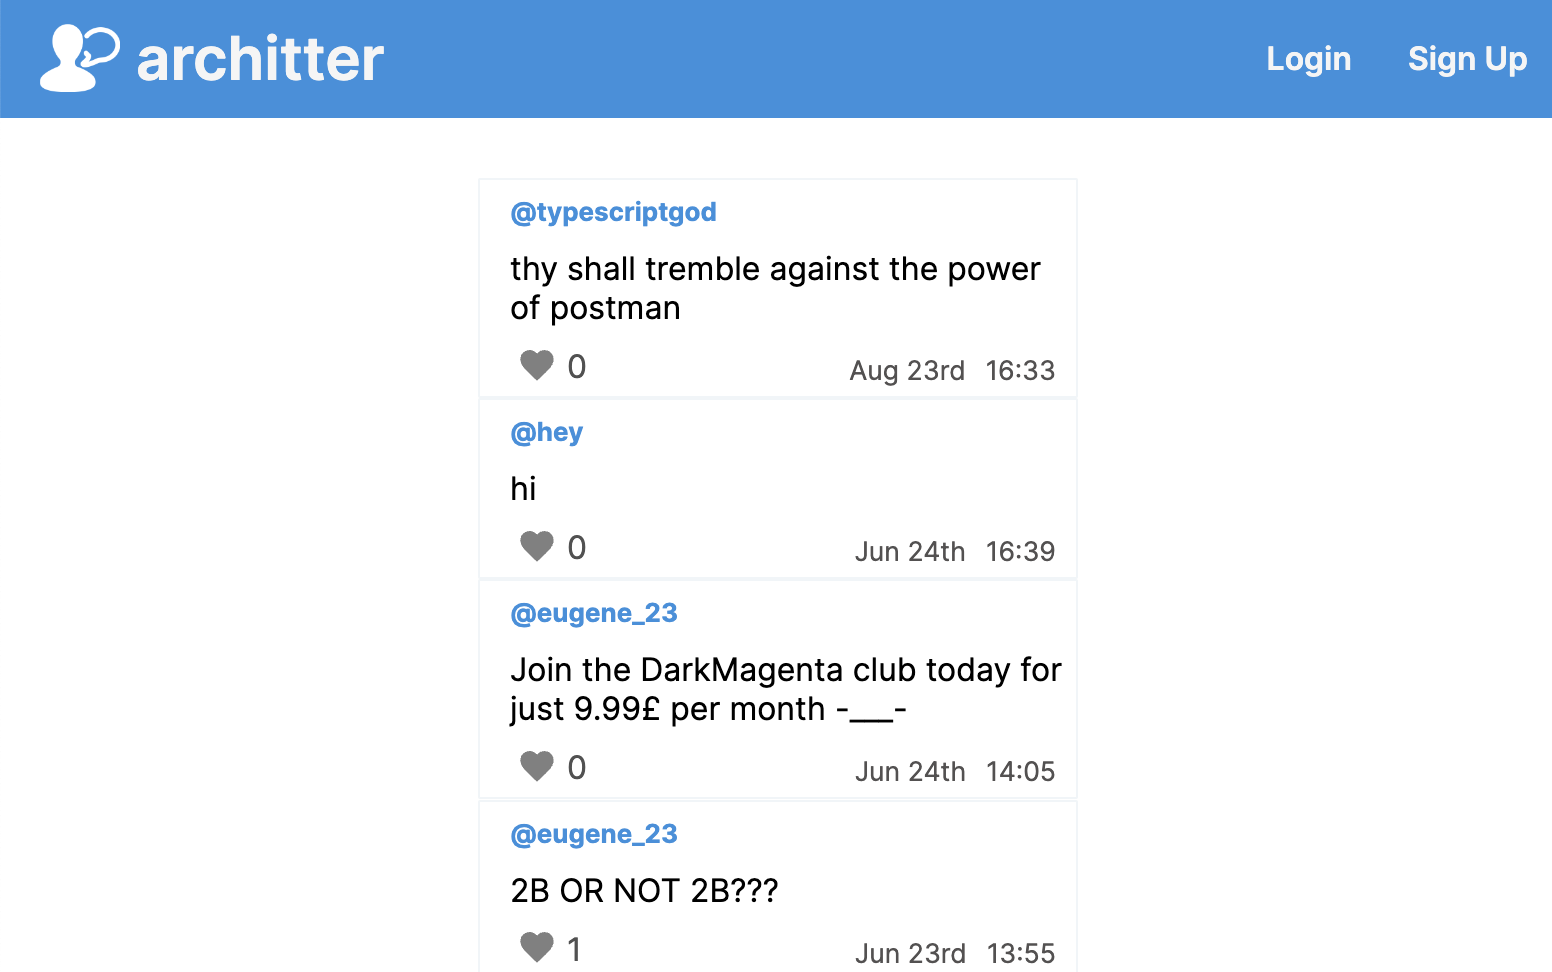 architter
Login Sign Up
@typescriptgod
thy shall tremble against the power
of postman
0 Aug 23rd 16:33
@hey
hi
0 Jun 24th 16:39
@eugene_23
Join the DarkMagenta club today for
just 9.99£ per month -___-
0 Jun 24th 14:05
@eugene_23
2B OR NOT 2B???
1 Jun 23rd 13:55